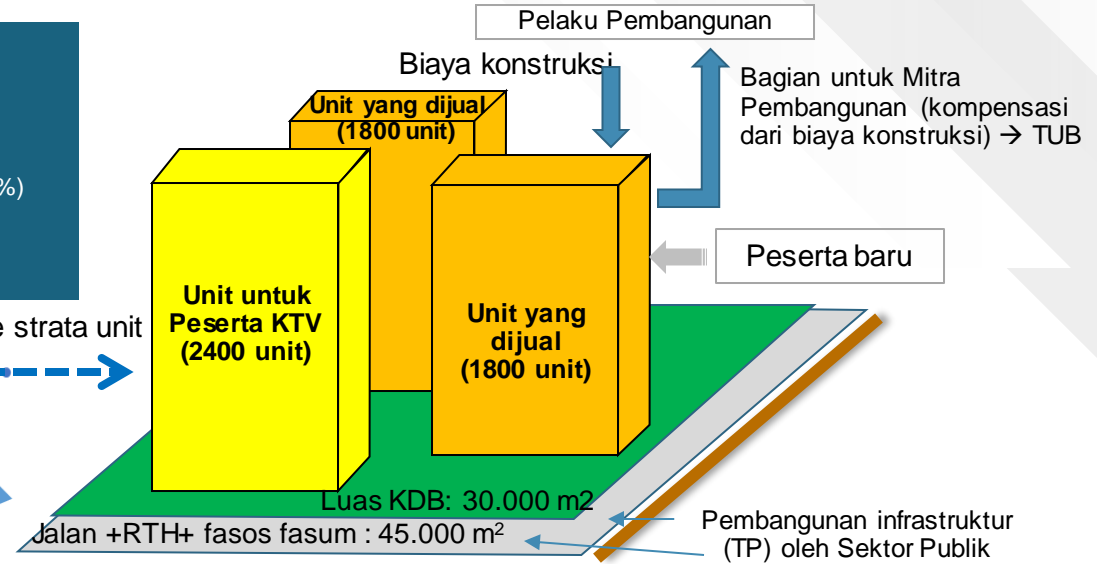 Pelaku Pembangunan
Biaya konstruksi
Bagian untuk Mitra
Pembangunan (kompensasi
dari biaya konstruksi) → TUB
Unit yang dijual
(1800 unit)
%)
Peserta baru
Unit untuk
Peserta KTV
(2400 unit)
Unit yang
dijual
(1800 unit)
e strata unit
Luas KDB: 30.000 m2
Jalan +RTH+ fasos fasum : 45.000 m²
Pembangunan infrastruktur
(TP) oleh Sektor Publik